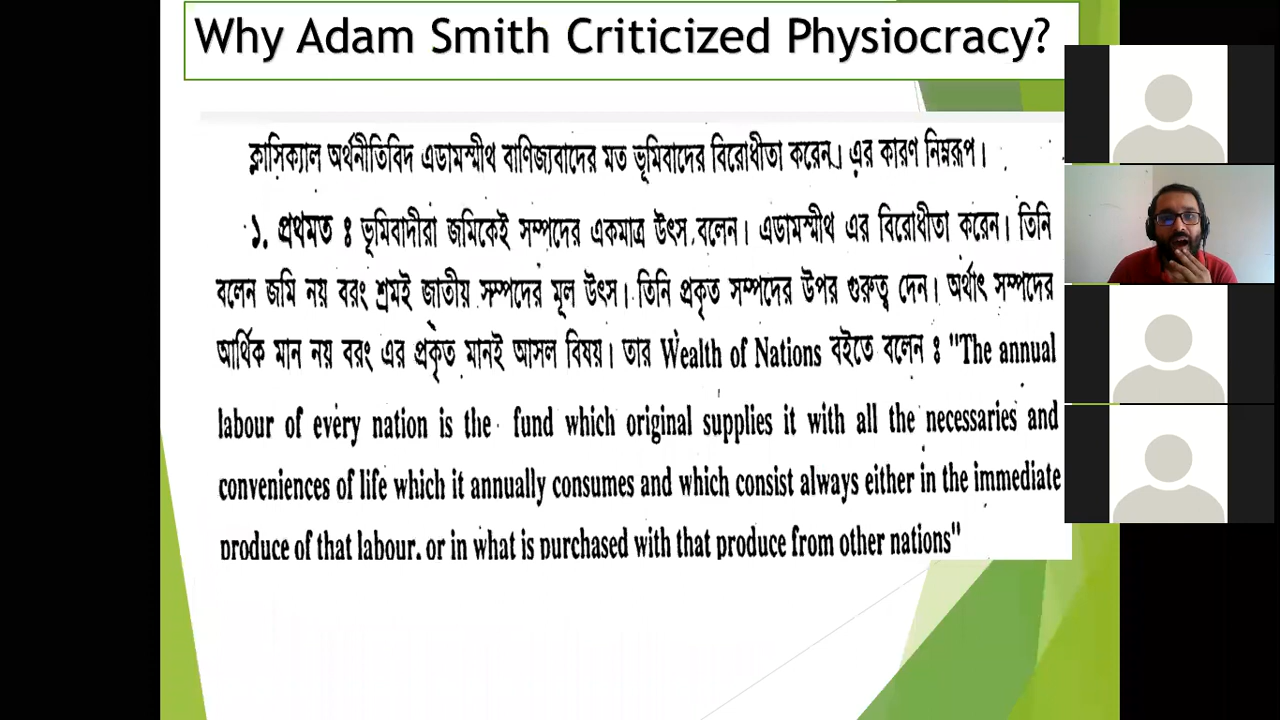 Why Adam Smith Criticized Physiocracy?
ক্লাসিক্যাল অর্থনীতিবিদ এডামস্মীথ বাণিজ্যবাদের মত ভূমিবাদের বিরোধীতা করেন। এর কারণ নিম্নরূপ।
১. প্রথমত ঃ ভূমিবাদীরা জমিকেই সম্পদের একমাত্র উৎস বলেন। এডামস্মীথ এর বিরোধীতা করেন। তিনি
বলেন জমি নয় বরং শ্রমই জাতীয় সম্পদের মূল উৎস। তিনি প্রকৃত সম্পদের উপর গুরুত্ব দেন। অর্থাৎ সম্পদের
আর্থিক মান নয় বরং এর প্রকৃত মানই আসল বিষয়। তার Wealth of Nations বইতে বলেন ঃ "The annual
labour of every nation is the fund which original supplies it with all the necessaries and
conveniences of life which it annually consumes and which consist always either in the immediate
produce of that labour, or in what is purchased with that produce from other nations"